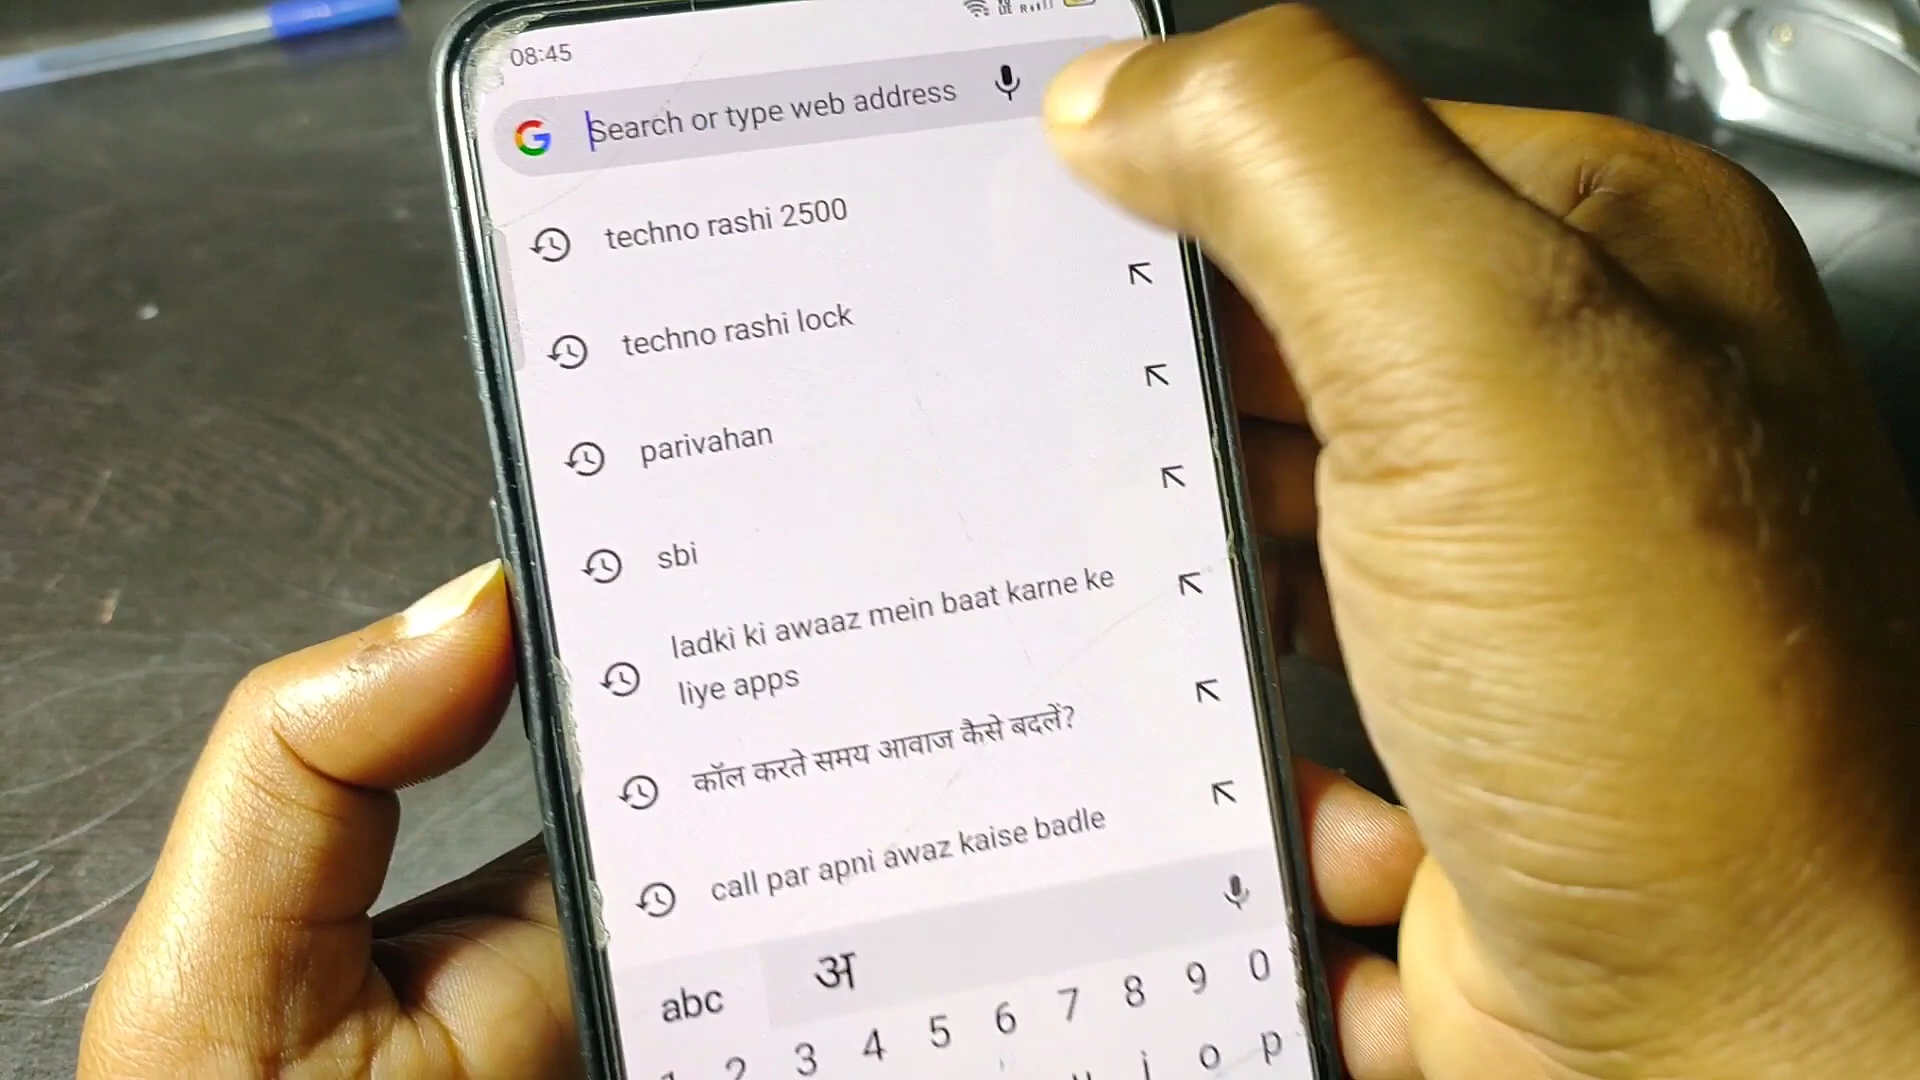 08:45
Search or type web address
techno rashi 2500
techno rashi lock
parivahan
sbi
ladki ki awaaz mein baat karne ke
liye apps
कॉल करते समय आवाज कैसे बदलें?
call par apni awaz kaise badle
abc अ
1 2 3 4 5 6 7 8 9 0
u i o p